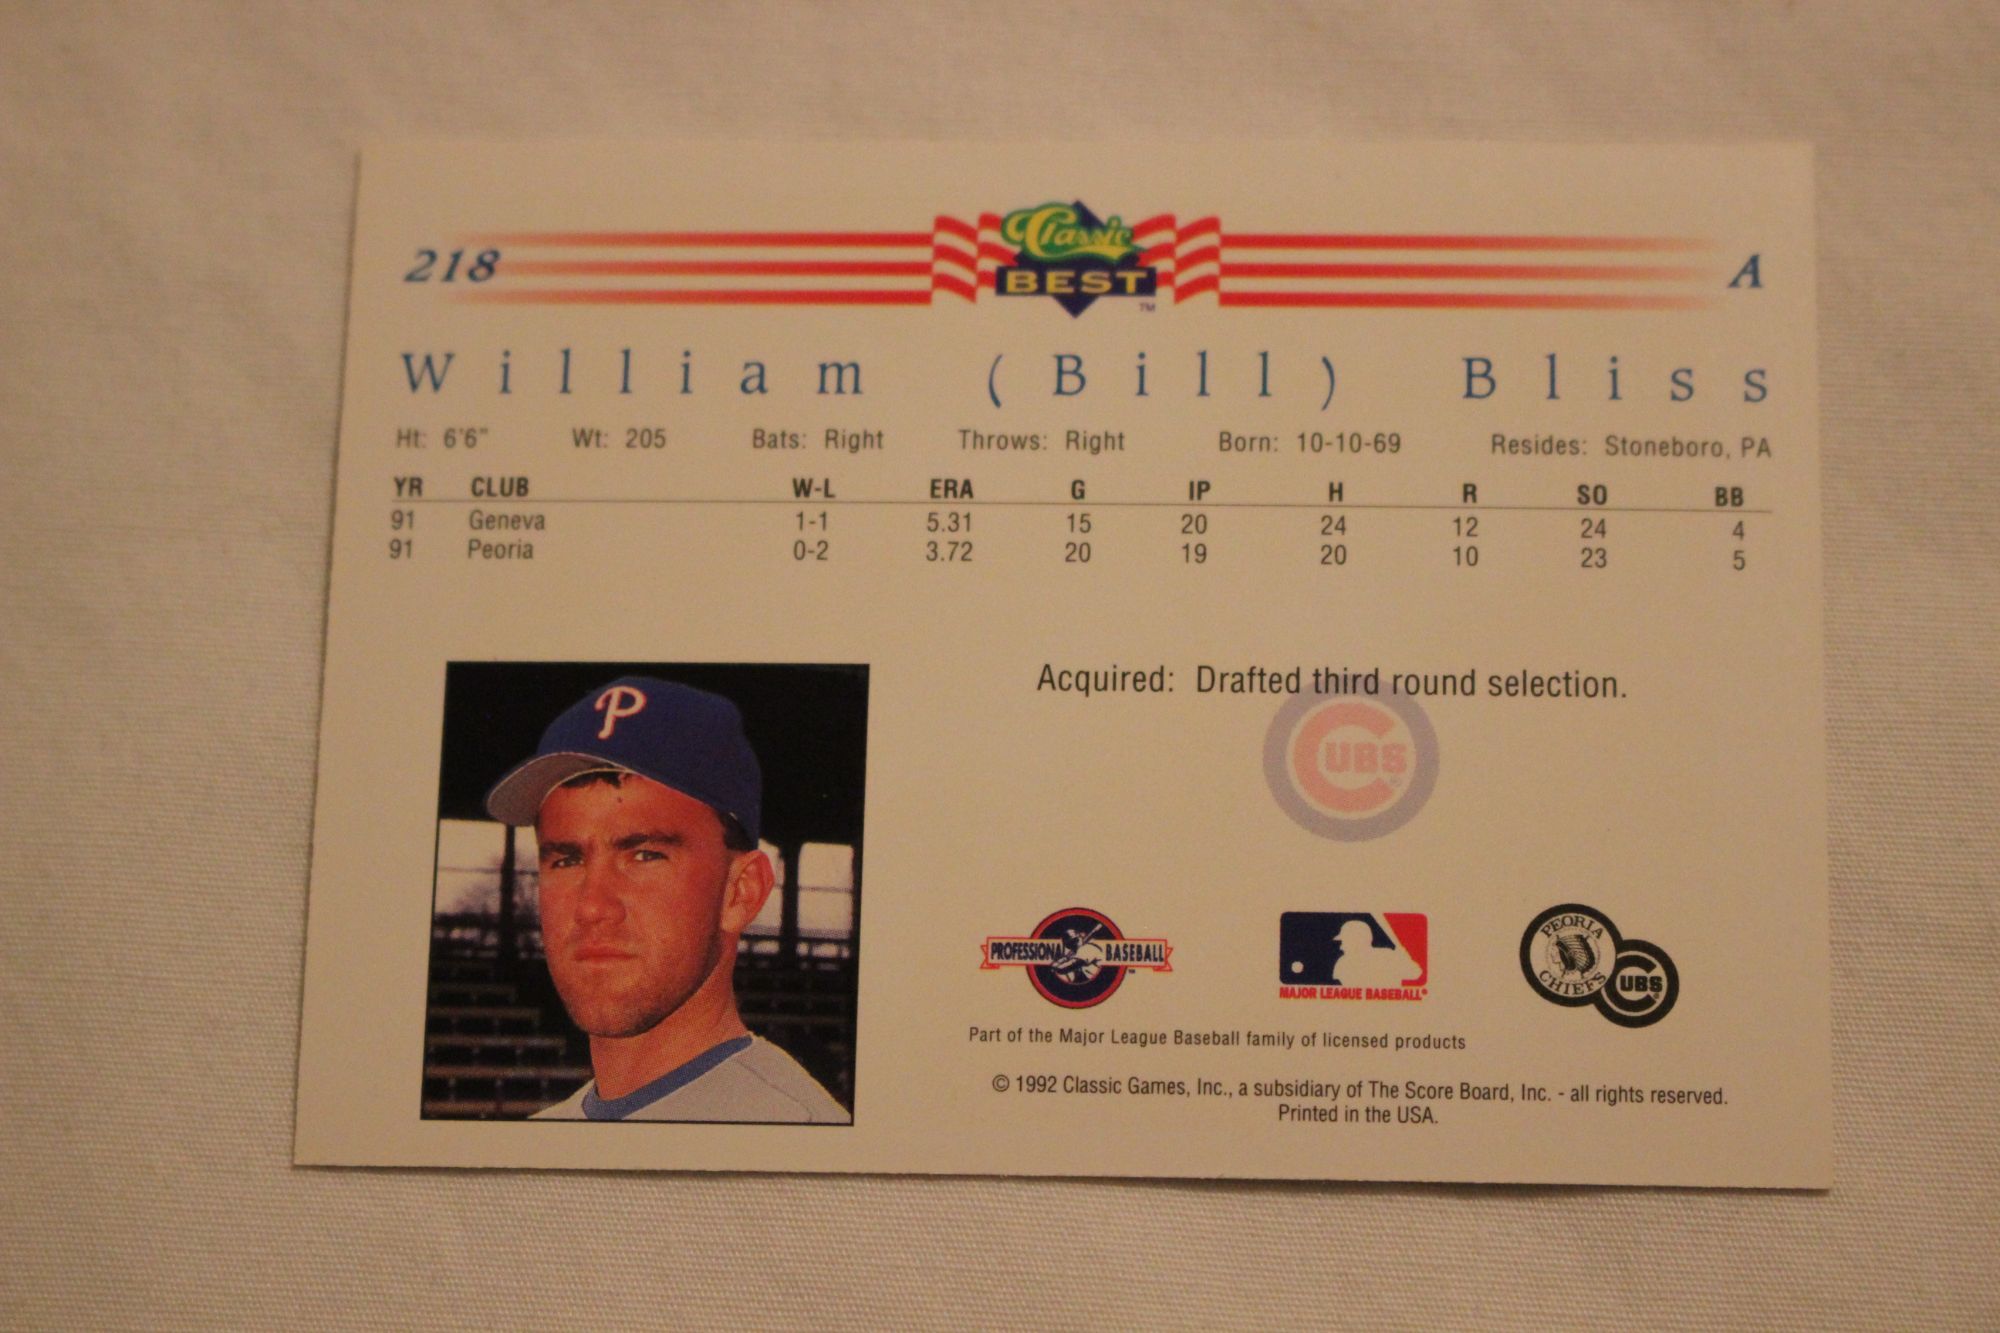 218 Classic BEST TM A
William (Bill) Bliss
Ht: 6'6" Wt: 205 Bats: Right Throws: Right Born: 10-10-69 Resides: Stoneboro, PA
YR CLUB W-L ERA G IP H R SO BB
91 Geneva 1-1 5.31 15 20 24 12 24 4
91 Peoria 0-2 3.72 20 19 20 10 23 5
Acquired: Drafted third round selection.
CUBS
P
PROFESSIONAL BASEBALL
MAJOR LEAGUE BASEBALL®
PEORIA CHIEFS
CUBS
Part of the Major League Baseball family of licensed products
© 1992 Classic Games, Inc., a subsidiary of The Score Board, Inc. - all rights reserved.
Printed in the USA.